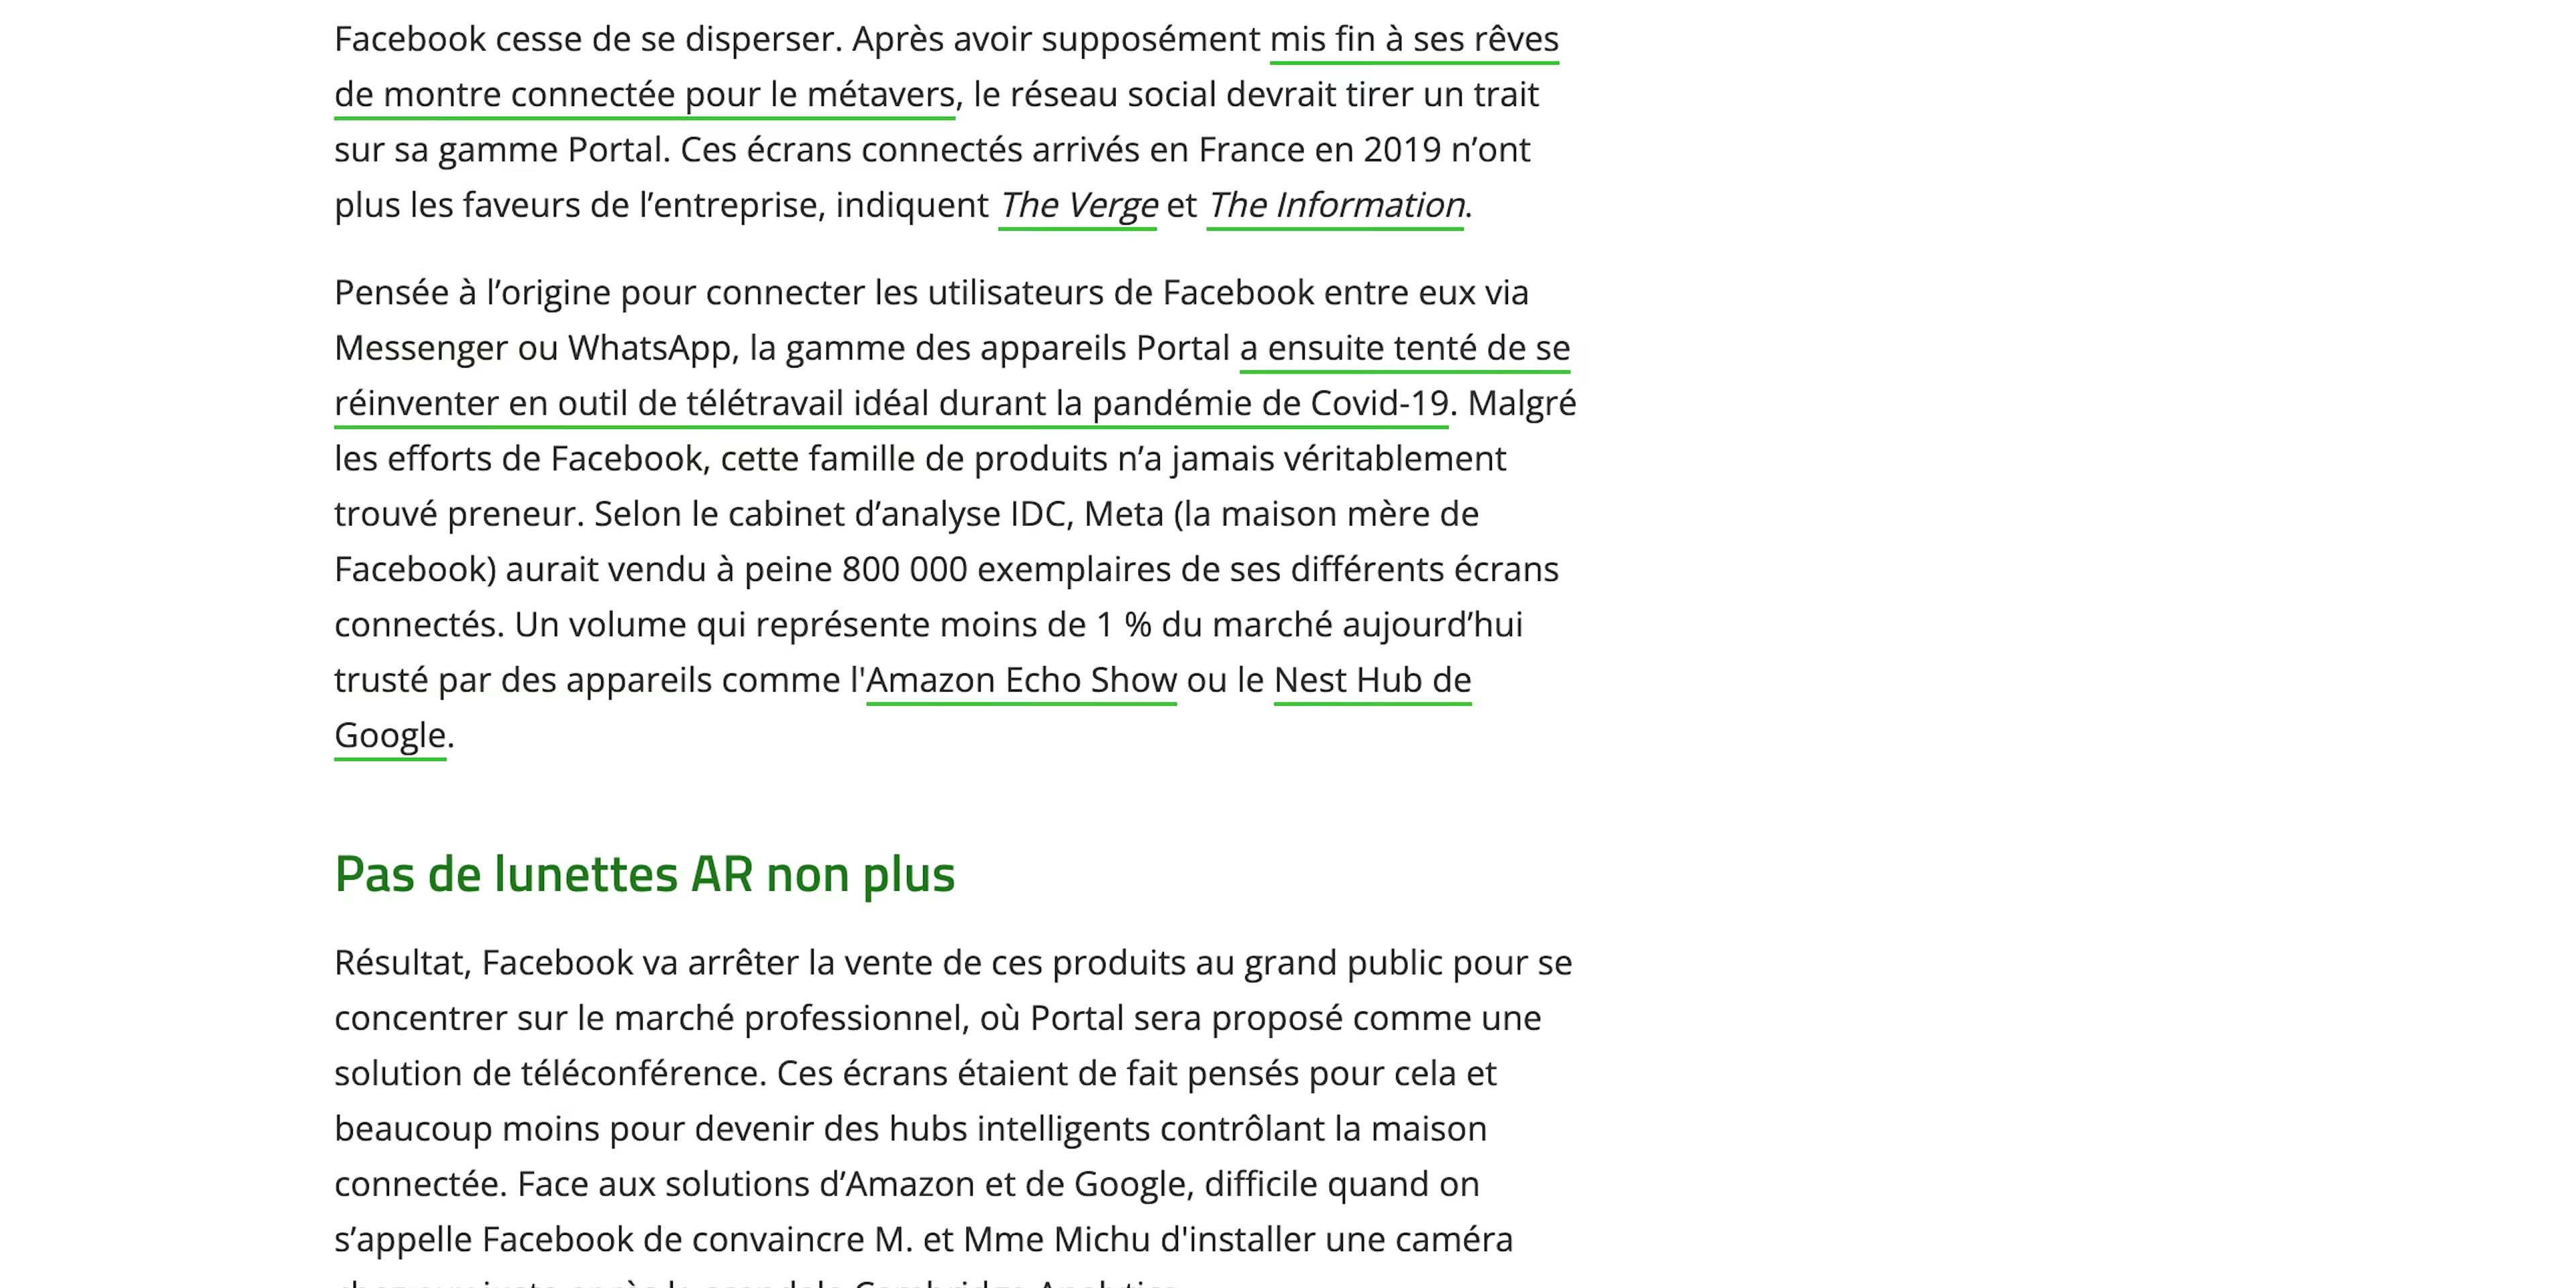 Facebook cesse de se disperser. Après avoir supposément mis fin à ses rêves
de montre connectée pour le métavers, le réseau social devrait tirer un trait
sur sa gamme Portal. Ces écrans connectés arrivés en France en 2019 n’ont
plus les faveurs de l’entreprise, indiquent The Verge et The Information.
Pensée à l’origine pour connecter les utilisateurs de Facebook entre eux via
Messenger ou WhatsApp, la gamme des appareils Portal a ensuite tenté de se
réinventer en outil de télétravail idéal durant la pandémie de Covid-19. Malgré
les efforts de Facebook, cette famille de produits n’a jamais véritablement
trouvé preneur. Selon le cabinet d’analyse IDC, Meta (la maison mère de
Facebook) aurait vendu à peine 800 000 exemplaires de ses différents écrans
connectés. Un volume qui représente moins de 1 % du marché aujourd’hui
trusté par des appareils comme l'Amazon Echo Show ou le Nest Hub de
Google.
Pas de lunettes AR non plus
Résultat, Facebook va arrêter la vente de ces produits au grand public pour se
concentrer sur le marché professionnel, où Portal sera proposé comme une
solution de téléconférence. Ces écrans étaient de fait pensés pour cela et
beaucoup moins pour devenir des hubs intelligents contrôlant la maison
connectée. Face aux solutions d’Amazon et de Google, difficile quand on
s’appelle Facebook de convaincre M. et Mme Michu d'installer une caméra